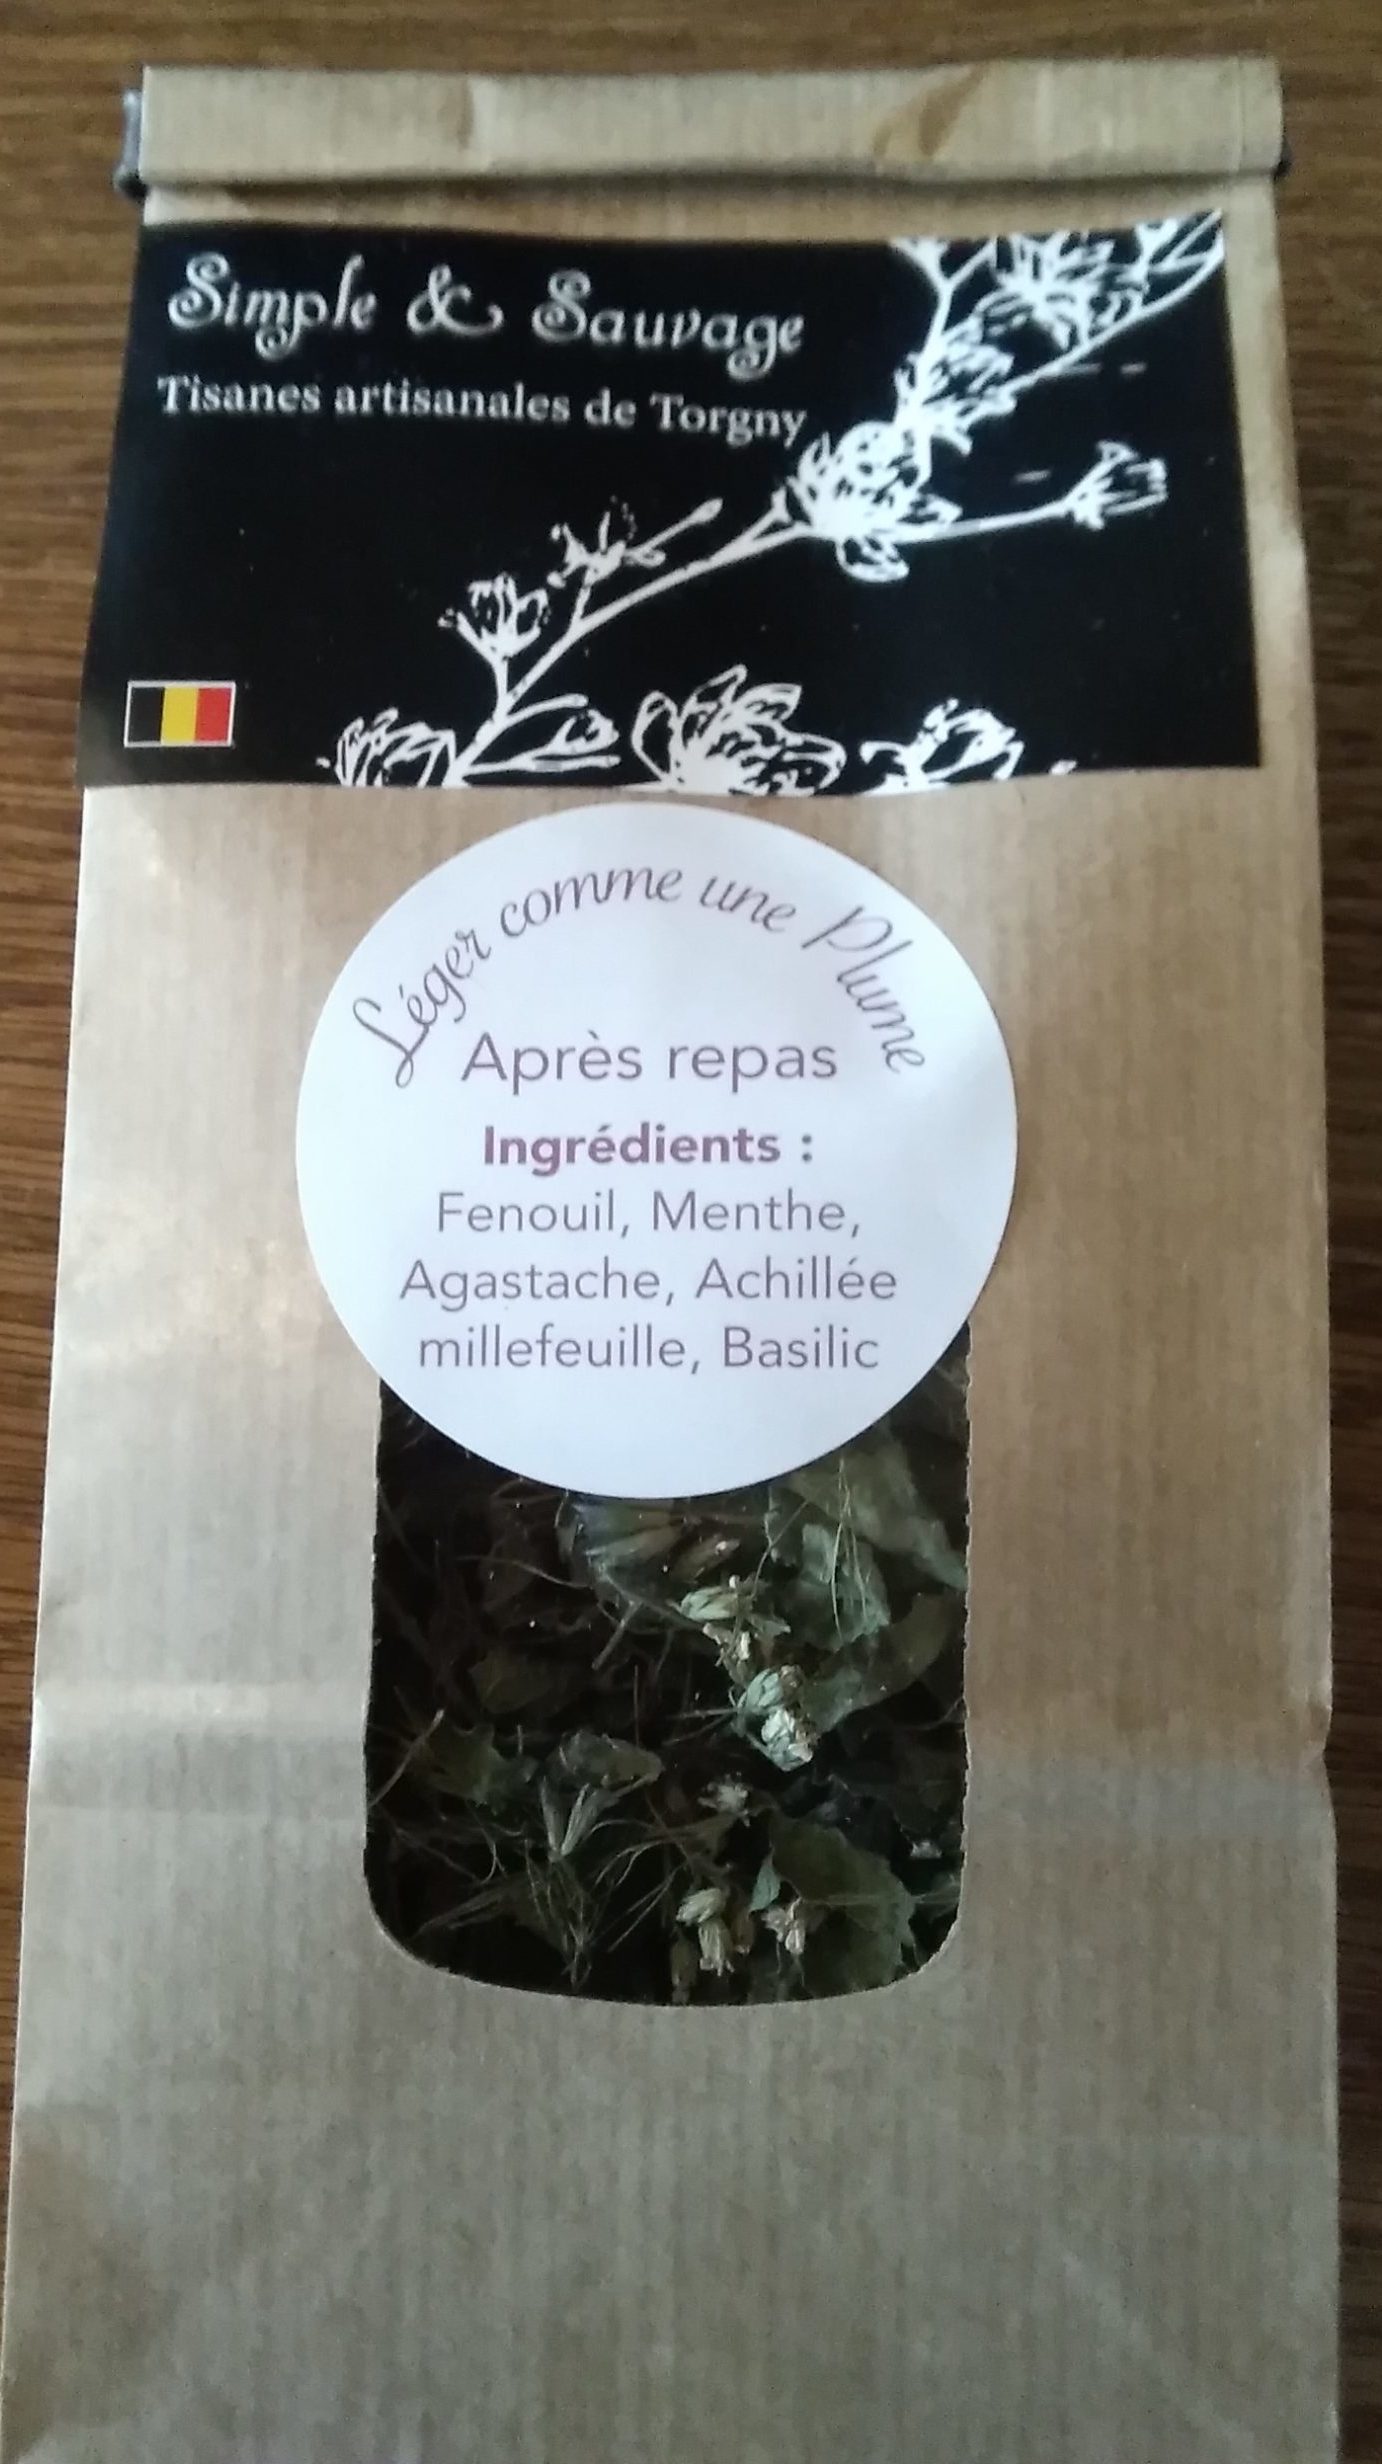 Simple & Sauvage
Tisanes artisanales de Torgny
Léger comme une Plume
Après repas
Ingrédients :
Fenouil, Menthe,
Agastache, Achillée
millefeuille, Basilic